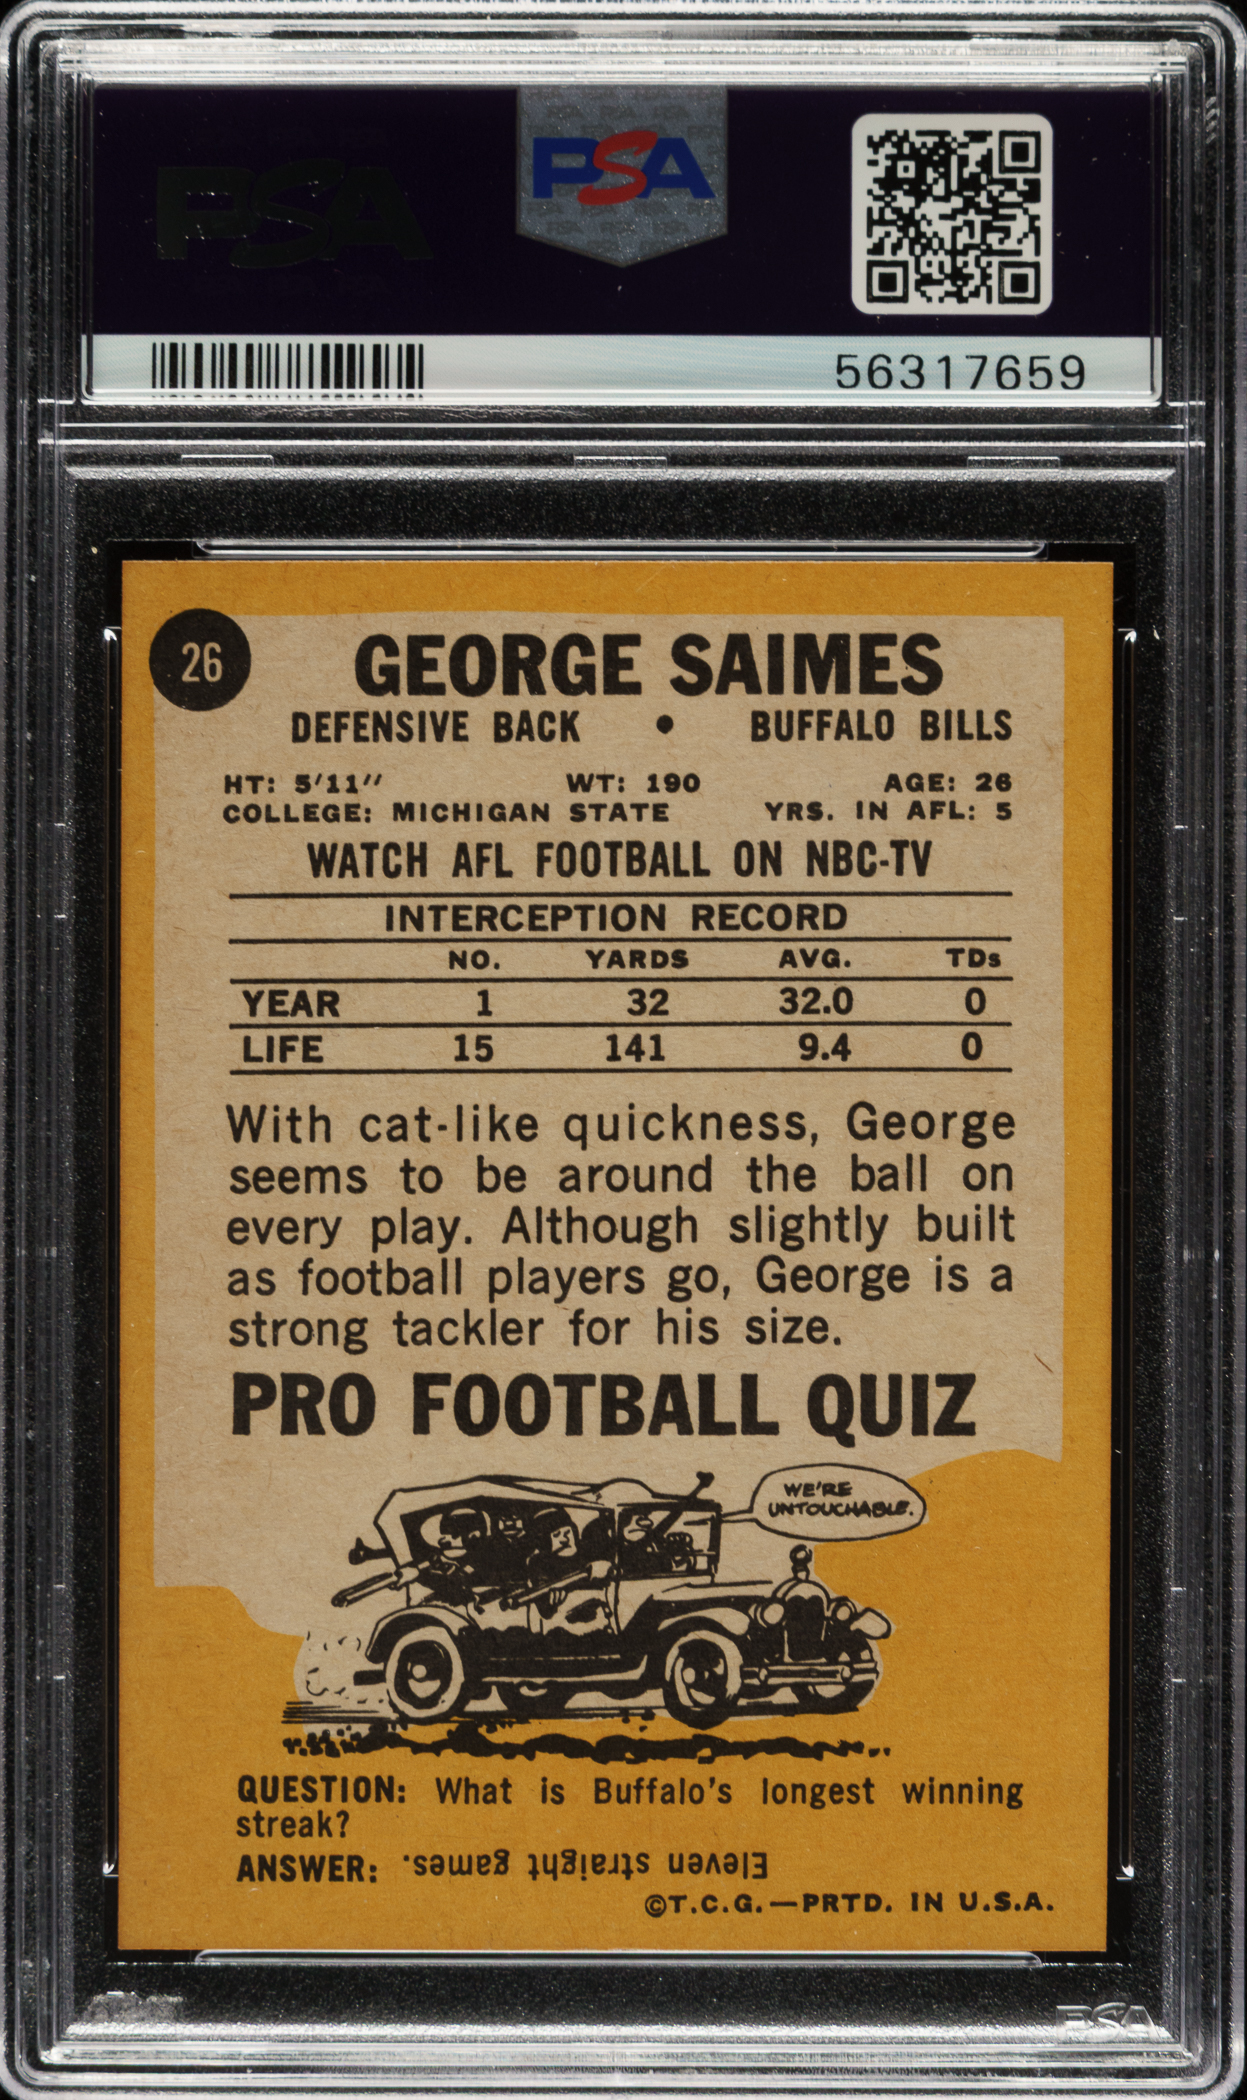 PSA
PSA
56317659
26
GEORGE SAIMES
DEFENSIVE BACK • BUFFALO BILLS
HT: 5'11" WT: 190 AGE: 26
COLLEGE: MICHIGAN STATE YRS. IN AFL: 5
WATCH AFL FOOTBALL ON NBC-TV
INTERCEPTION RECORD
NO. YARDS AVG. TDs
YEAR 1 32 32.0 0
LIFE 15 141 9.4 0
With cat-like quickness, George
seems to be around the ball on
every play. Although slightly built
as football players go, George is a
strong tackler for his size.
PRO FOOTBALL QUIZ
WE'RE
UNTOUCHABLE.
QUESTION: What is Buffalo's longest winning
streak?
ANSWER: Eleven straight games.
©T.C.G.—PRTD. IN U.S.A.
PSA